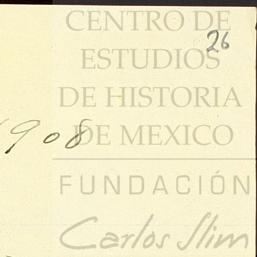 CENTRO DE
26
ESTUDIOS
DE HISTORIA
1908
DE MEXICO
FUNDACIÓN
Carlos Slim